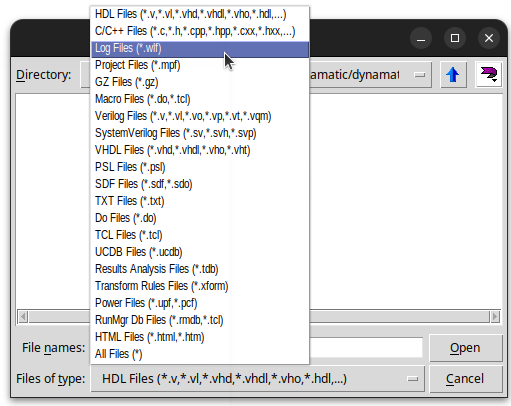 HDL Files (*.v,*.vl,*.vhd,*.vhdl,*.vho,*.hdl,...)
C/C++ Files (*.c,*.h,*.cpp,*.hpp,*.cxx,*.hxx,...)
Log Files (*.wlf)
Project Files (*.mpf)
Directory:
amatic/dynamat
GZ Files (*.gz)
Macro Files (*.do,*.tcl)
Verilog Files (*.v,*.vl,*.vo,*.vp,*.vt,*.vqm)
SystemVerilog Files (*.sv,*.svh,*.svp)
VHDL Files (*.vhd,*.vhdl,*.vho,*.vht)
PSL Files (*.psl)
SDF Files (*.sdf,*.sdo)
TXT Files (*.txt)
Do Files (*.do)
TCL Files (*.tcl)
UCDB Files (*.ucdb)
Results Analysis Files (*.tdb)
Transform Rules Files (*.xform)
Power Files (*.upf,*.pcf)
RunMgr Db Files (*.rmdb,*.tcl)
HTML Files (*.html,*.htm)
All Files (*)
File names:
Open
Files of type:
HDL Files (*.v,*.vl,*.vhd,*.vhdl,*.vho,*.hdl,...)
Cancel